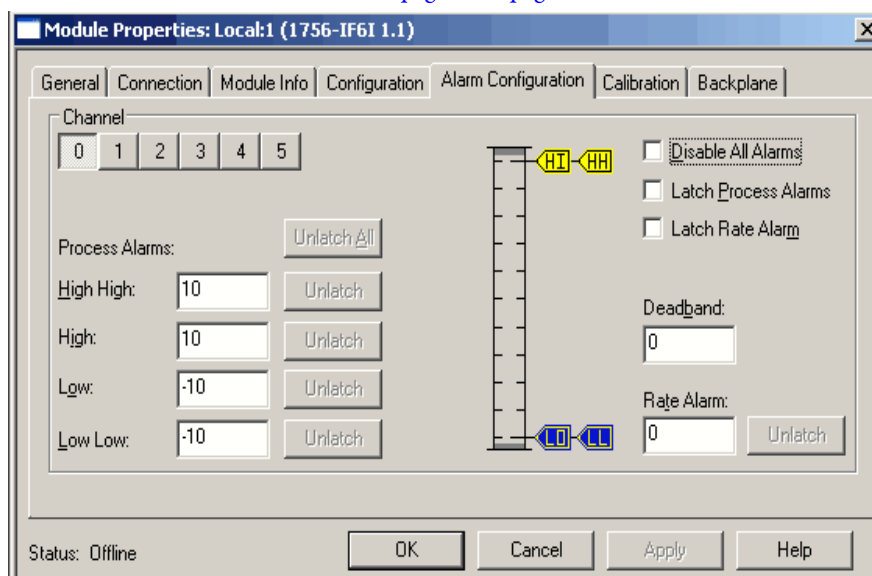 Module Properties: Local:1 (1756-IF6I 1.1)
General Connection Module Info Configuration Alarm Configuration Calibration Backplane
Channel
0 1 2 3 4 5
HI HH
Disable All Alarms
Latch Process Alarms
Latch Rate Alarm
Process Alarms:
Unlatch All
High High: 10 Unlatch
High: 10 Unlatch
Low: -10 Unlatch
Low Low: -10 Unlatch
LO LL
Deadband:
0
Rate Alarm:
0 Unlatch
Status: Offline
OK Cancel Apply Help